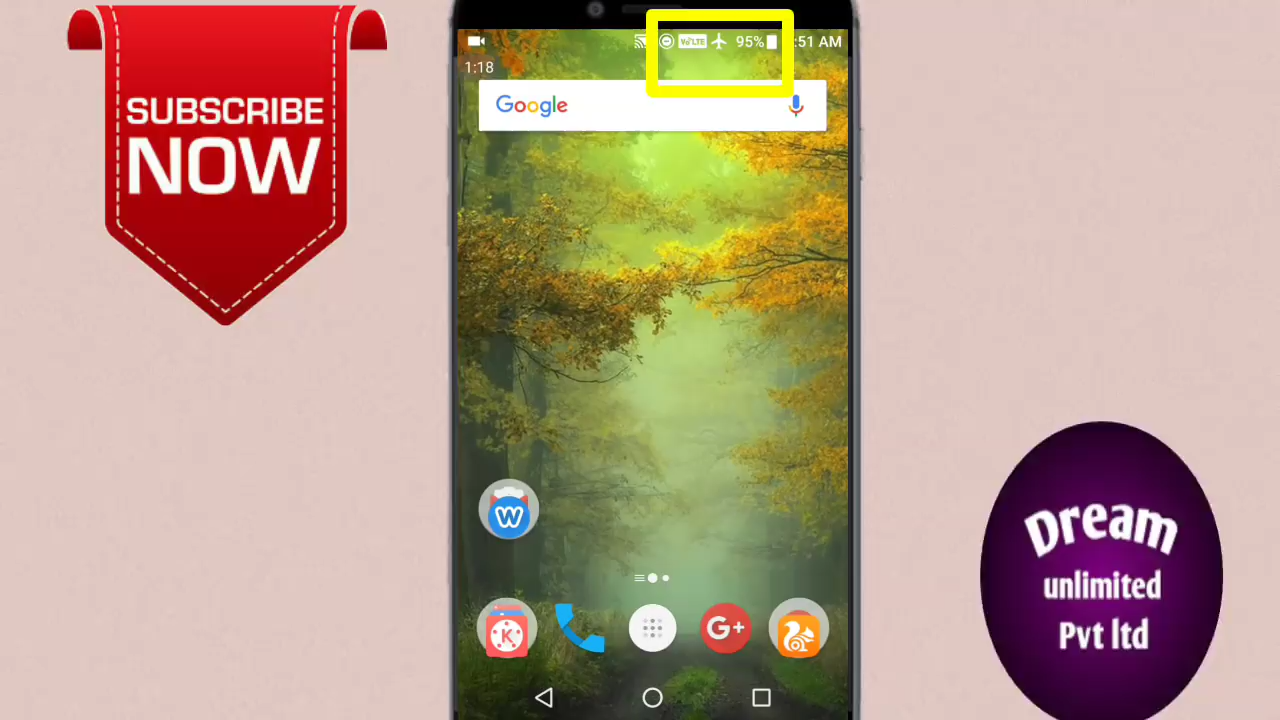 SUBSCRIBE
NOW
VoLTE 95% :51 AM
1:18
Google
W
K
G+
Dream
unlimited
Pvt ltd